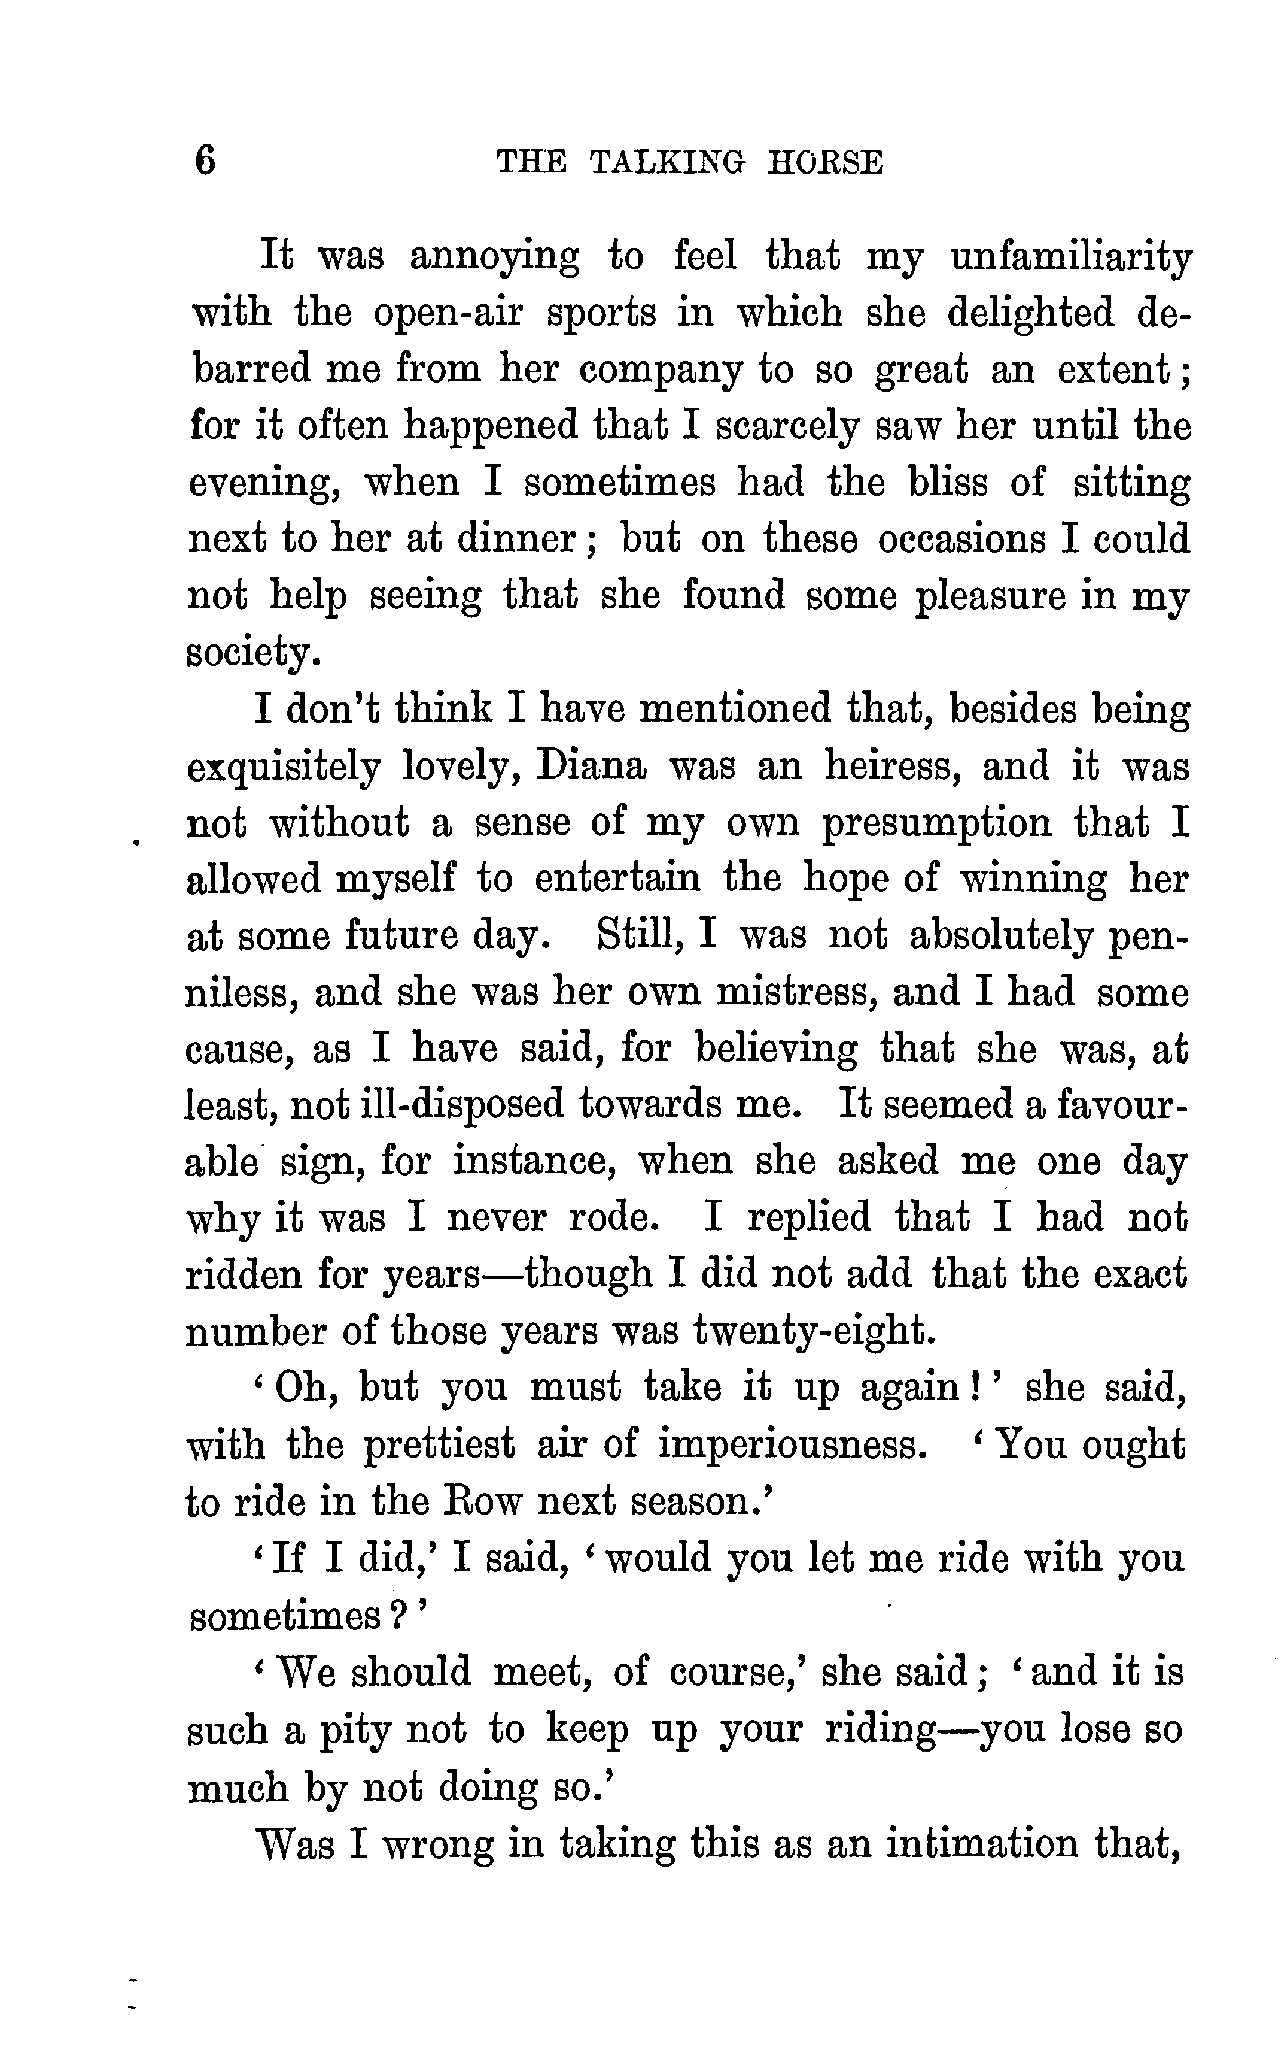 6 THE TALKING HORSE
It was annoying to feel that my unfamiliarity
with the open-air sports in which she delighted de-
barred me from her company to so great an extent;
for it often happened that I scarcely saw her until the
evening, when I sometimes had the bliss of sitting
next to her at dinner; but on these occasions I could
not help seeing that she found some pleasure in my
society.
I don't think I have mentioned that, besides being
exquisitely lovely, Diana was an heiress, and it was
not without a sense of my own presumption that I
allowed myself to entertain the hope of winning her
at some future day. Still, I was not absolutely pen-
niless, and she was her own mistress, and I had some
cause, as I have said, for believing that she was, at
least, not ill-disposed towards me. It seemed a favour-
able sign, for instance, when she asked me one day
why it was I never rode. I replied that I had not
ridden for years—though I did not add that the exact
number of those years was twenty-eight.
‘Oh, but you must take it up again!’ she said,
with the prettiest air of imperiousness. ‘You ought
to ride in the Row next season.’
‘If I did,’ I said, ‘would you let me ride with you
sometimes?’
‘We should meet, of course,’ she said; ‘and it is
such a pity not to keep up your riding—you lose so
much by not doing so.’
Was I wrong in taking this as an intimation that,